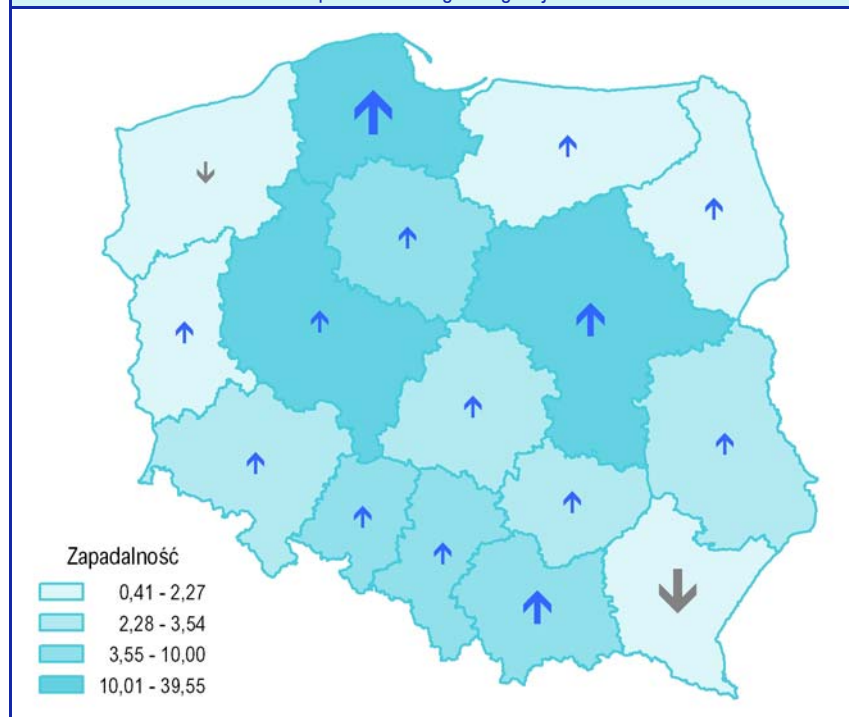 Zapadalność
0,41 - 2,27
2,28 - 3,54
3,55 - 10,00
10,01 - 39,55